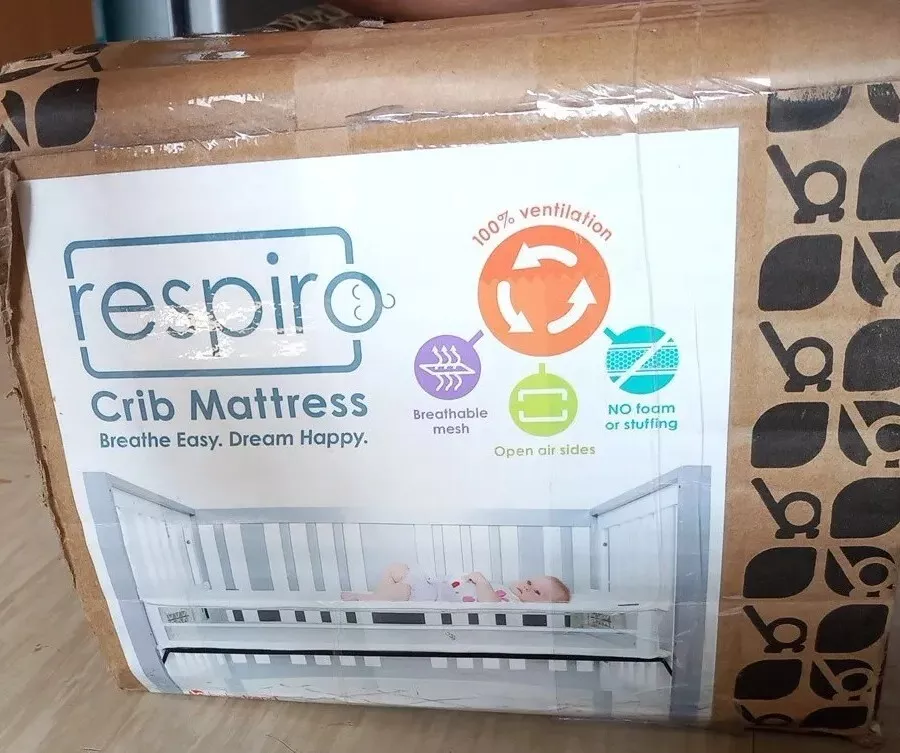 respiro
Crib Mattress
Breathe Easy. Dream Happy.
100% ventilation
Breathable
mesh
Open air sides
NO foam
or stuffing